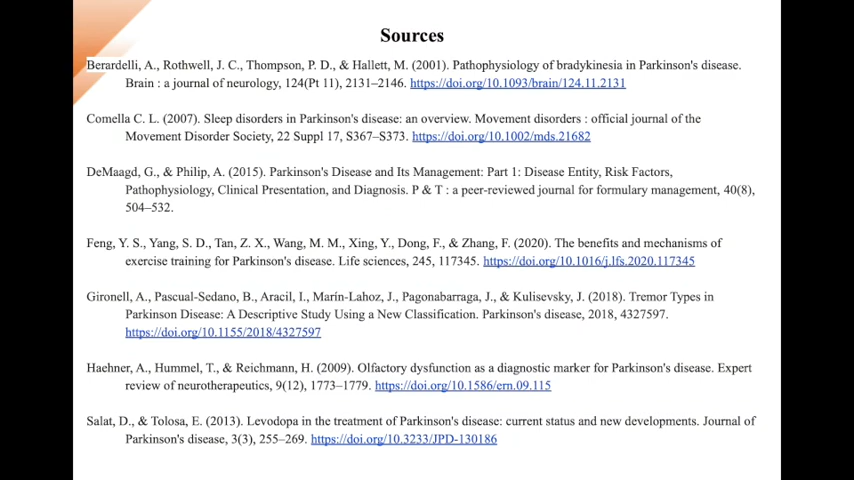 Sources
Berardelli, A., Rothwell, J. C., Thompson, P. D., & Hallett, M. (2001). Pathophysiology of bradykinesia in Parkinson's disease.
Brain : a journal of neurology, 124(Pt 11), 2131–2146. https://doi.org/10.1093/brain/124.11.2131
Comella C. L. (2007). Sleep disorders in Parkinson's disease: an overview. Movement disorders : official journal of the
Movement Disorder Society, 22 Suppl 17, S367–S373. https://doi.org/10.1002/mds.21682
DeMaagd, G., & Philip, A. (2015). Parkinson's Disease and Its Management: Part 1: Disease Entity, Risk Factors,
Pathophysiology, Clinical Presentation, and Diagnosis. P & T : a peer-reviewed journal for formulary management, 40(8),
504–532.
Feng, Y. S., Yang, S. D., Tan, Z. X., Wang, M. M., Xing, Y., Dong, F., & Zhang, F. (2020). The benefits and mechanisms of
exercise training for Parkinson's disease. Life sciences, 245, 117345. https://doi.org/10.1016/j.lfs.2020.117345
Gironell, A., Pascual-Sedano, B., Aracil, I., Marín-Lahoz, J., Pagonabarraga, J., & Kulisevsky, J. (2018). Tremor Types in
Parkinson Disease: A Descriptive Study Using a New Classification. Parkinson's disease, 2018, 4327597.
https://doi.org/10.1155/2018/4327597
Haehner, A., Hummel, T., & Reichmann, H. (2009). Olfactory dysfunction as a diagnostic marker for Parkinson's disease. Expert
review of neurotherapeutics, 9(12), 1773–1779. https://doi.org/10.1586/ern.09.115
Salat, D., & Tolosa, E. (2013). Levodopa in the treatment of Parkinson's disease: current status and new developments. Journal of
Parkinson's disease, 3(3), 255–269. https://doi.org/10.3233/JPD-130186